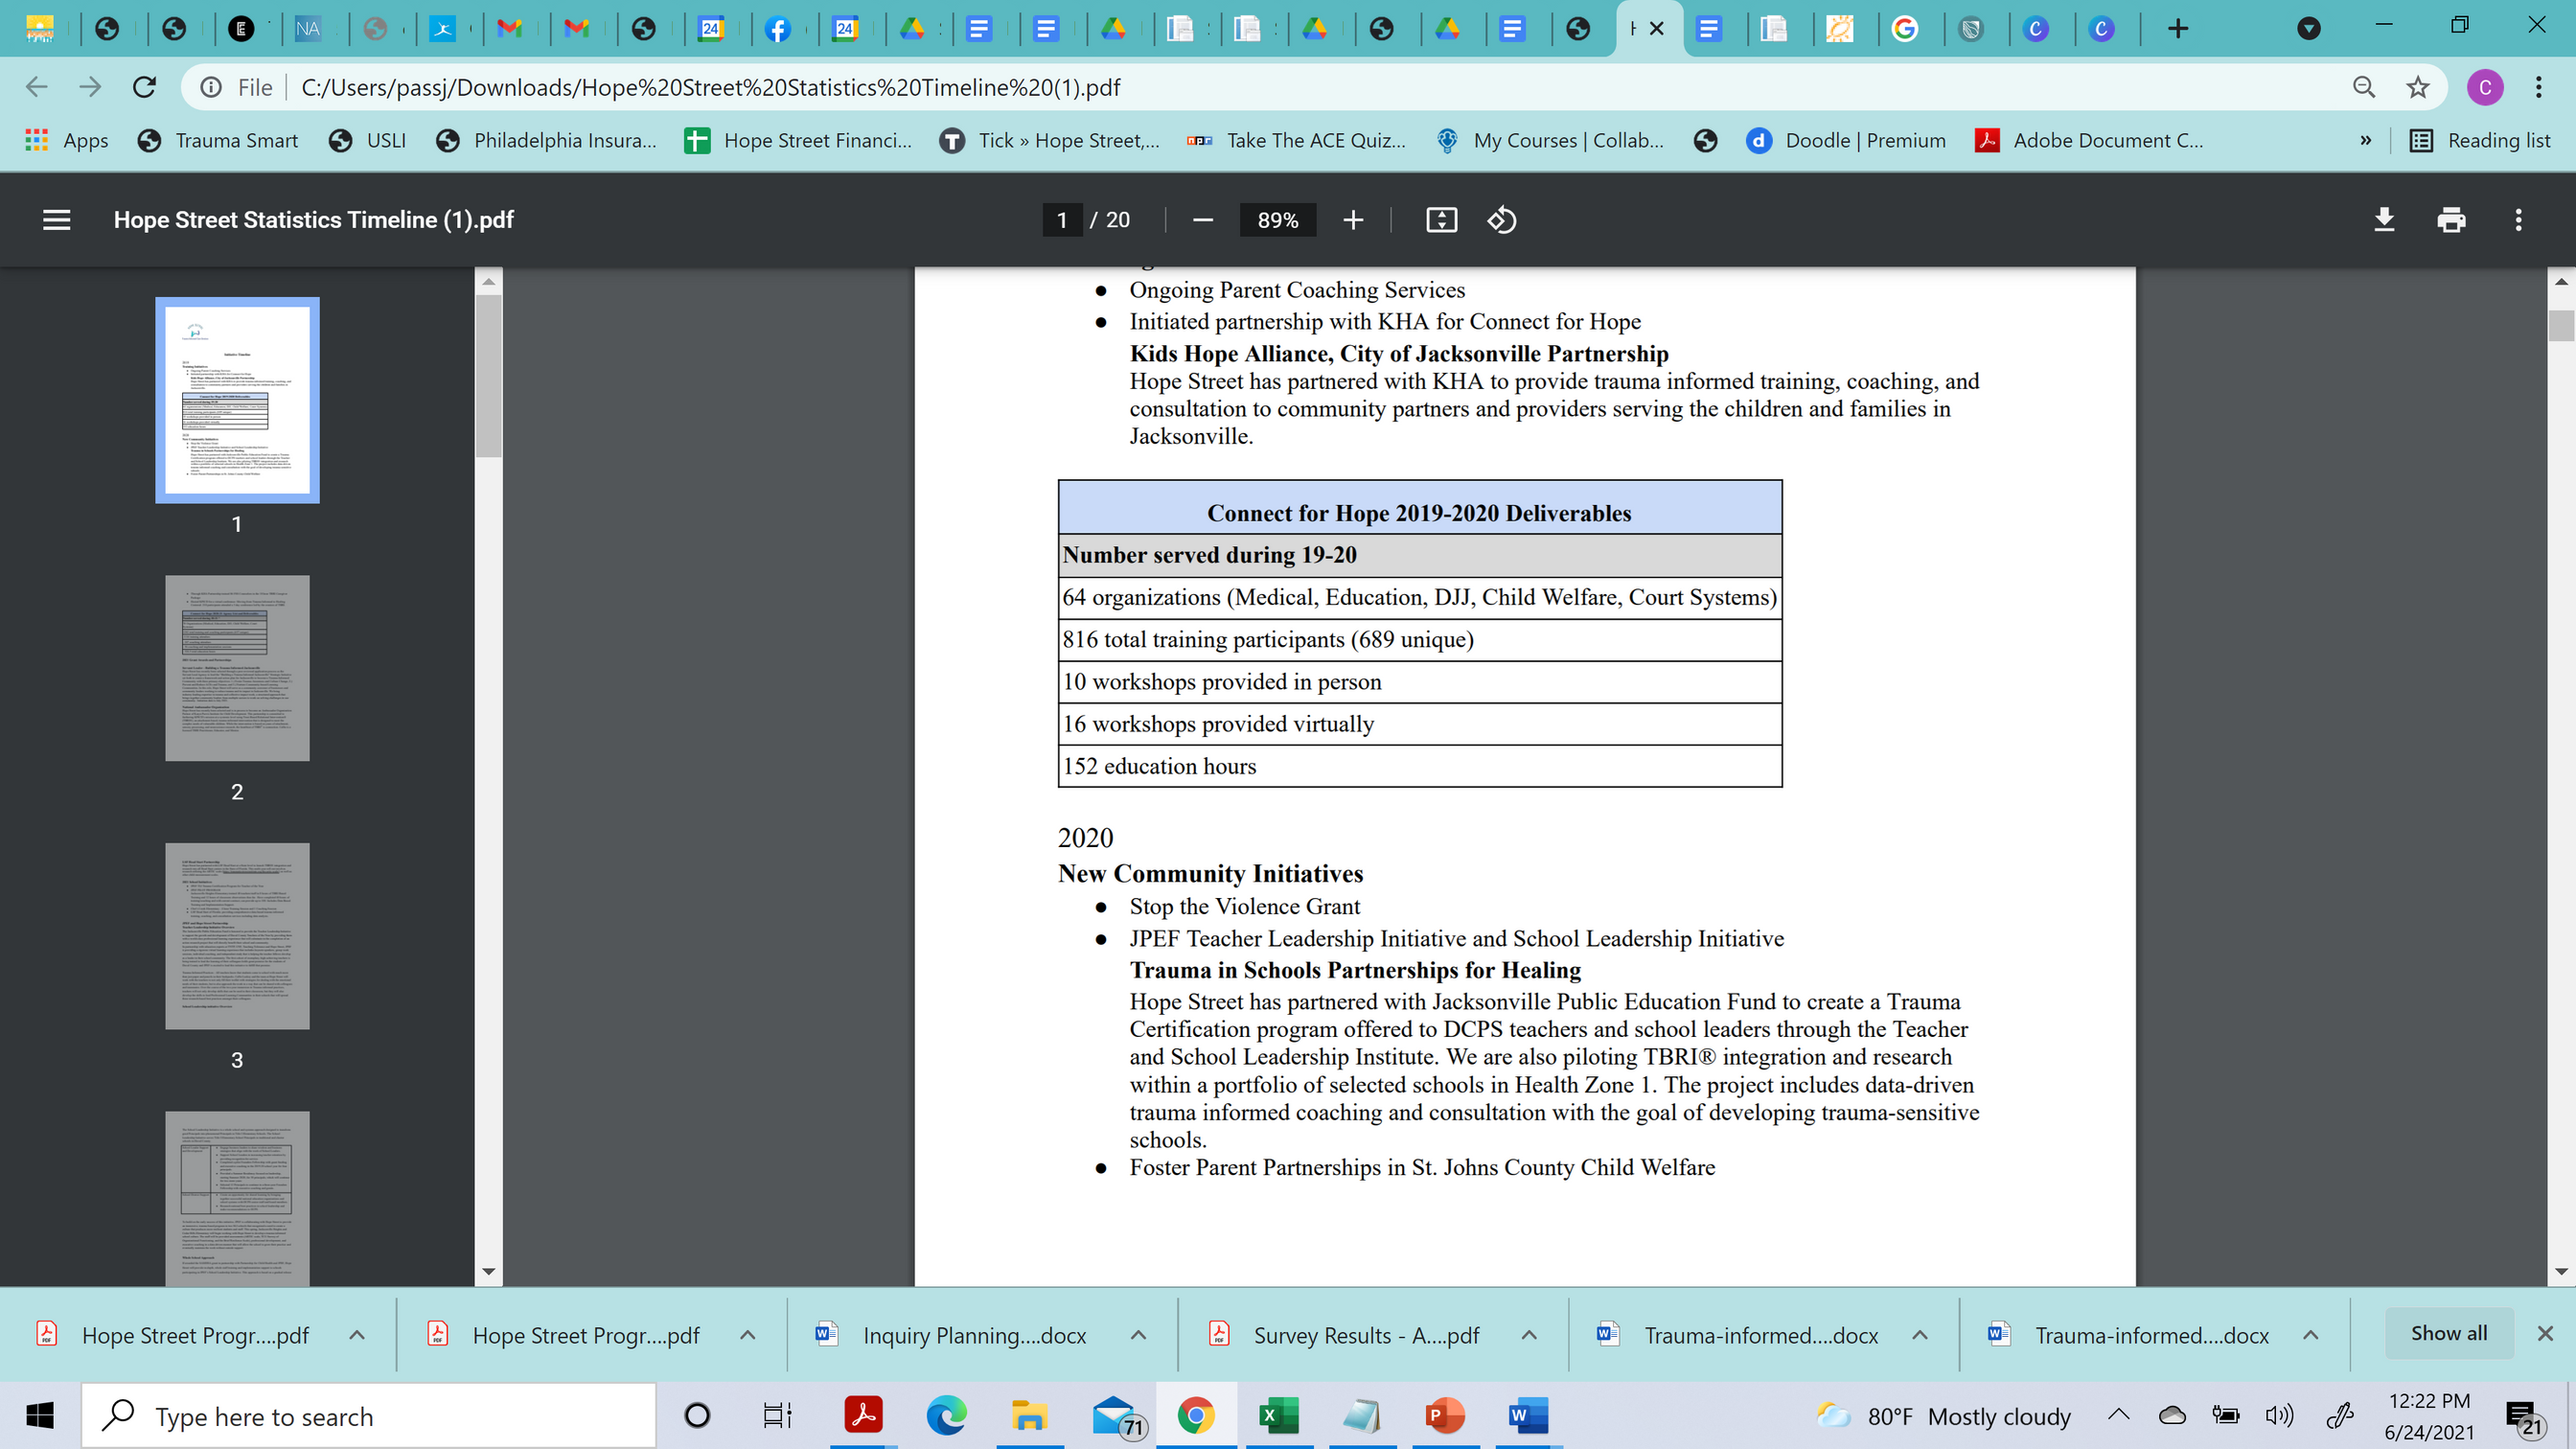 NA
24
24
File
C:/Users/passj/Downloads/Hope%20Street%20Statistics%20Timeline%20(1).pdf
C
Apps
Trauma Smart
USLI
Philadelphia Insura...
Hope Street Financi...
Tick » Hope Street,...
Take The ACE Quiz...
My Courses | Collab...
Doodle | Premium
Adobe Document C...
»
Reading list
Hope Street Statistics Timeline (1).pdf
1 / 20
89%
1
2
3
● Ongoing Parent Coaching Services
● Initiated partnership with KHA for Connect for Hope
Kids Hope Alliance, City of Jacksonville Partnership
Hope Street has partnered with KHA to provide trauma informed training, coaching, and
consultation to community partners and providers serving the children and families in
Jacksonville.
Connect for Hope 2019-2020 Deliverables
Number served during 19-20
64 organizations (Medical, Education, DJJ, Child Welfare, Court Systems)
816 total training participants (689 unique)
10 workshops provided in person
16 workshops provided virtually
152 education hours
2020
New Community Initiatives
● Stop the Violence Grant
● JPEF Teacher Leadership Initiative and School Leadership Initiative
Trauma in Schools Partnerships for Healing
Hope Street has partnered with Jacksonville Public Education Fund to create a Trauma
Certification program offered to DCPS teachers and school leaders through the Teacher
and School Leadership Institute. We are also piloting TBRI® integration and research
within a portfolio of selected schools in Health Zone 1. The project includes data-driven
trauma informed coaching and consultation with the goal of developing trauma-sensitive
schools.
● Foster Parent Partnerships in St. Johns County Child Welfare
Hope Street Progr....pdf
Hope Street Progr....pdf
Inquiry Planning....docx
Survey Results - A....pdf
Trauma-informed....docx
Trauma-informed....docx
Show all
Type here to search
71
80°F Mostly cloudy
12:22 PM
6/24/2021
21